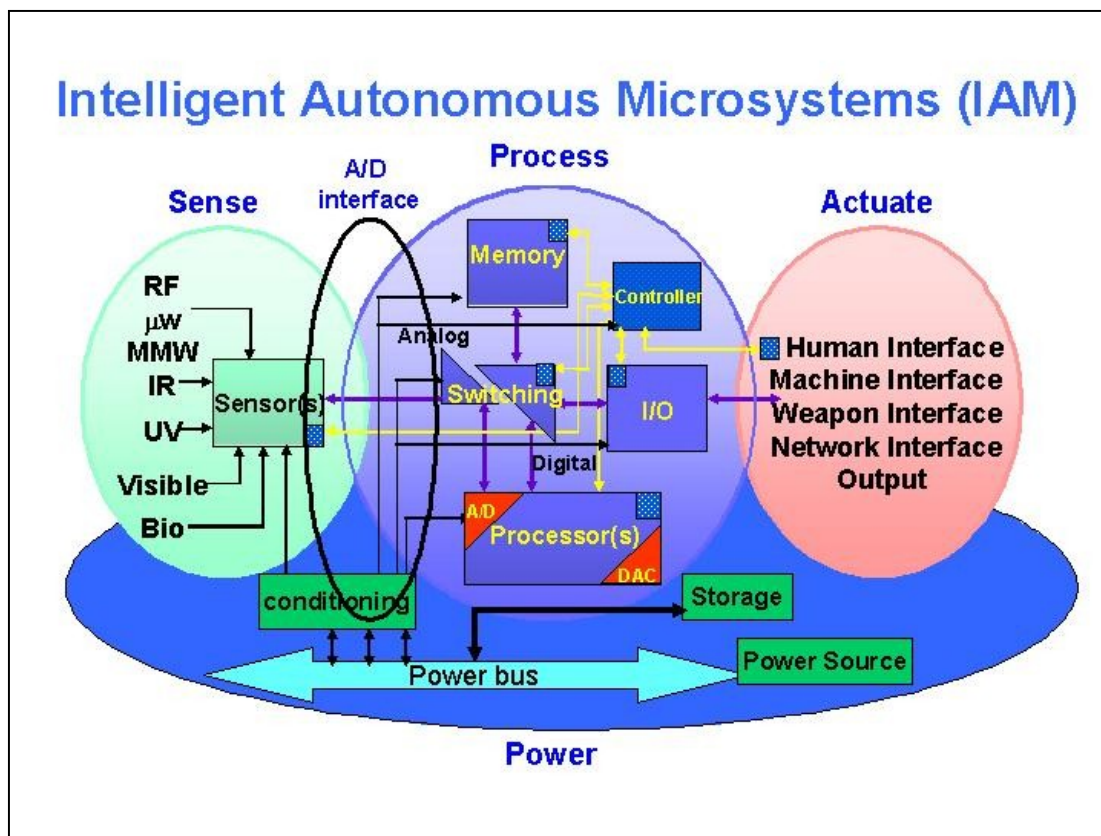 Intelligent Autonomous Microsystems (IAM)
Process
A/D
interface
Sense
Actuate
RF
μw
MMW
IR
UV
Visible
Bio
Sensor(s)
Memory
Controller
Analog
Switching
I/O
Digital
A/D
Processor(s)
DAC
Human Interface
Machine Interface
Weapon Interface
Network Interface
Output
conditioning
Storage
Power Source
Power bus
Power